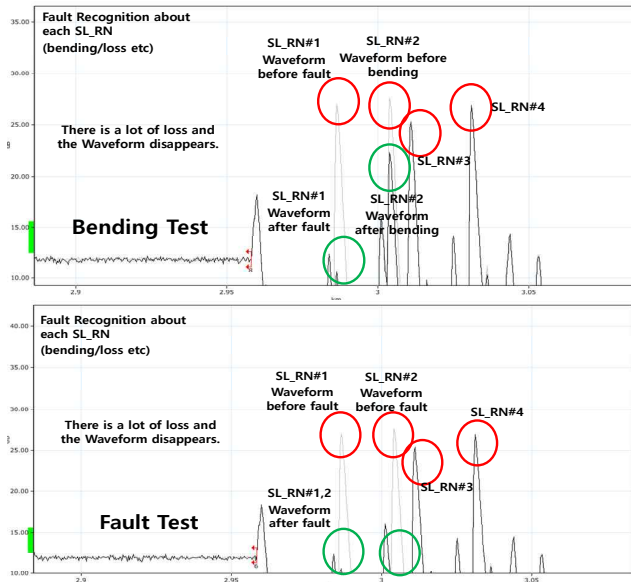 35.00
Fault Recognition about
each SL_RN
(bending/loss etc)
SL_RN#1
Waveform
before fault
SL_RN#2
Waveform before
bending
30.00
25.00
SL_RN#4
There is a lot of loss and
the Waveform disappears.
SL_RN#3
20.00
SL_RN#1
Waveform
after fault
SL_RN#2
Waveform
after bending
15.00
Bending Test
10.00
2.9
2.95
3
3.05
km
40.00
Fault Recognition about
each SL_RN
(bending/loss etc)
35.00
SL_RN#1
Waveform
before fault
SL_RN#2
Waveform
before fault
30.00
SL_RN#4
There is a lot of loss and
the Waveform disappears.
25.00
SL_RN#3
20.00
SL_RN#1,2
Waveform
after fault
15.00
Fault Test
10.00
2.9
2.95
3
3.05